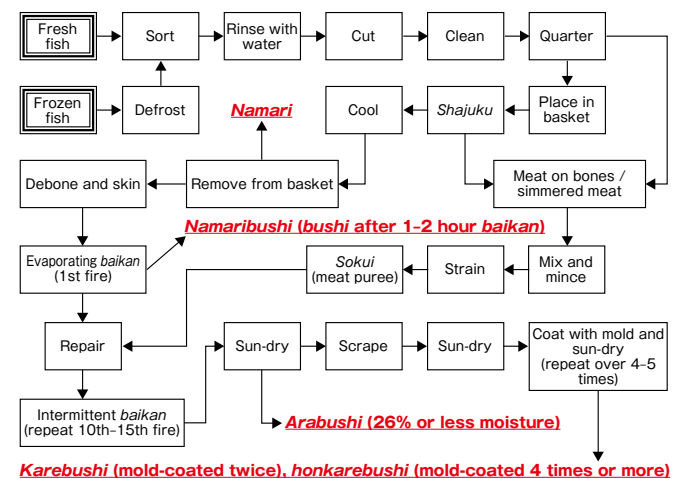 Fresh
fish
Sort
Rinse with
water
Cut
Clean
Quarter
Frozen
fish
Defrost
Namari
Cool
Shajuku
Place in
basket
Debone and skin
Remove from basket
Meat on bones /
simmered meat
Namaribushi (bushi after 1–2 hour baikan)
Evaporating baikan
(1st fire)
Sokui
(meat puree)
Strain
Mix and
mince
Repair
Sun-dry
Scrape
Sun-dry
Coat with mold and
sun-dry
(repeat over 4–5
times)
Intermittent baikan
(repeat 10th–15th fire)
Arabushi (26% or less moisture)
Karebushi (mold-coated twice), honkarebushi (mold-coated 4 times or more)